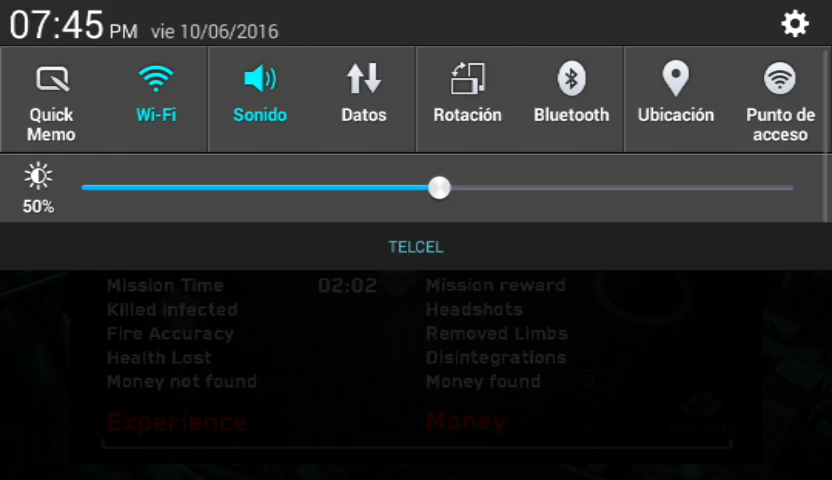 07:45 PM vie 10/06/2016
Quick Memo
Wi-Fi
Sonido
Datos
Rotación
Bluetooth
Ubicación
Punto de acceso
50%
TELCEL
Mission Time 02:02 Mission reward
Killed infected Headshots
Fire Accuracy Removed Limbs
Health Lost Disintegrations
Money not found Money found
Experience Money